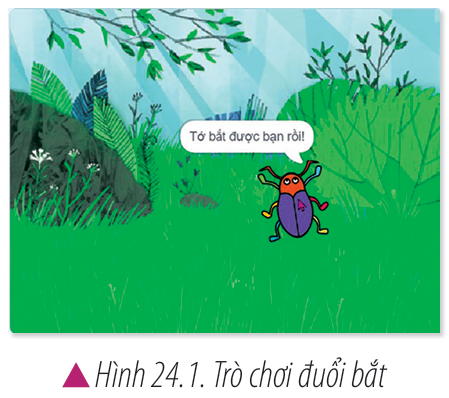 Tớ bắt được bạn rồi!
Hình 24.1. Trò chơi đuổi bắt